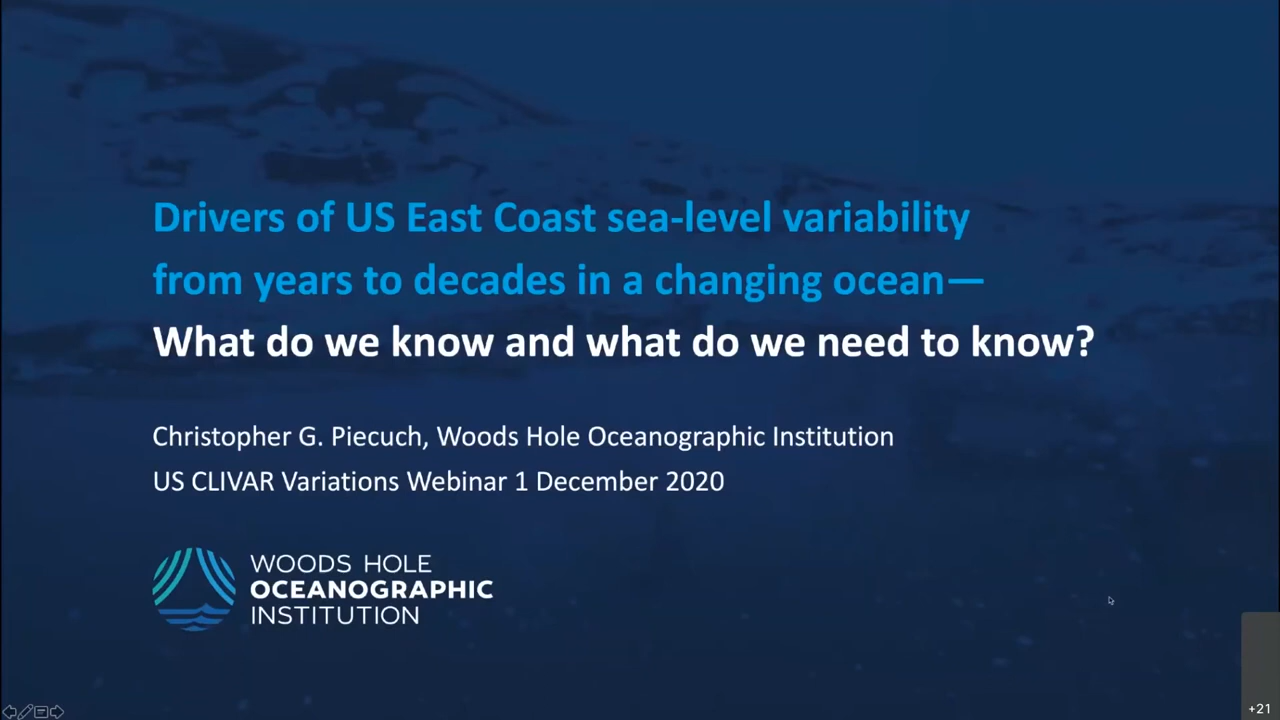 Drivers of US East Coast sea-level variability
from years to decades in a changing ocean—
What do we know and what do we need to know?
Christopher G. Piecuch, Woods Hole Oceanographic Institution
US CLIVAR Variations Webinar 1 December 2020
WOODS HOLE
OCEANOGRAPHIC
INSTITUTION
+21